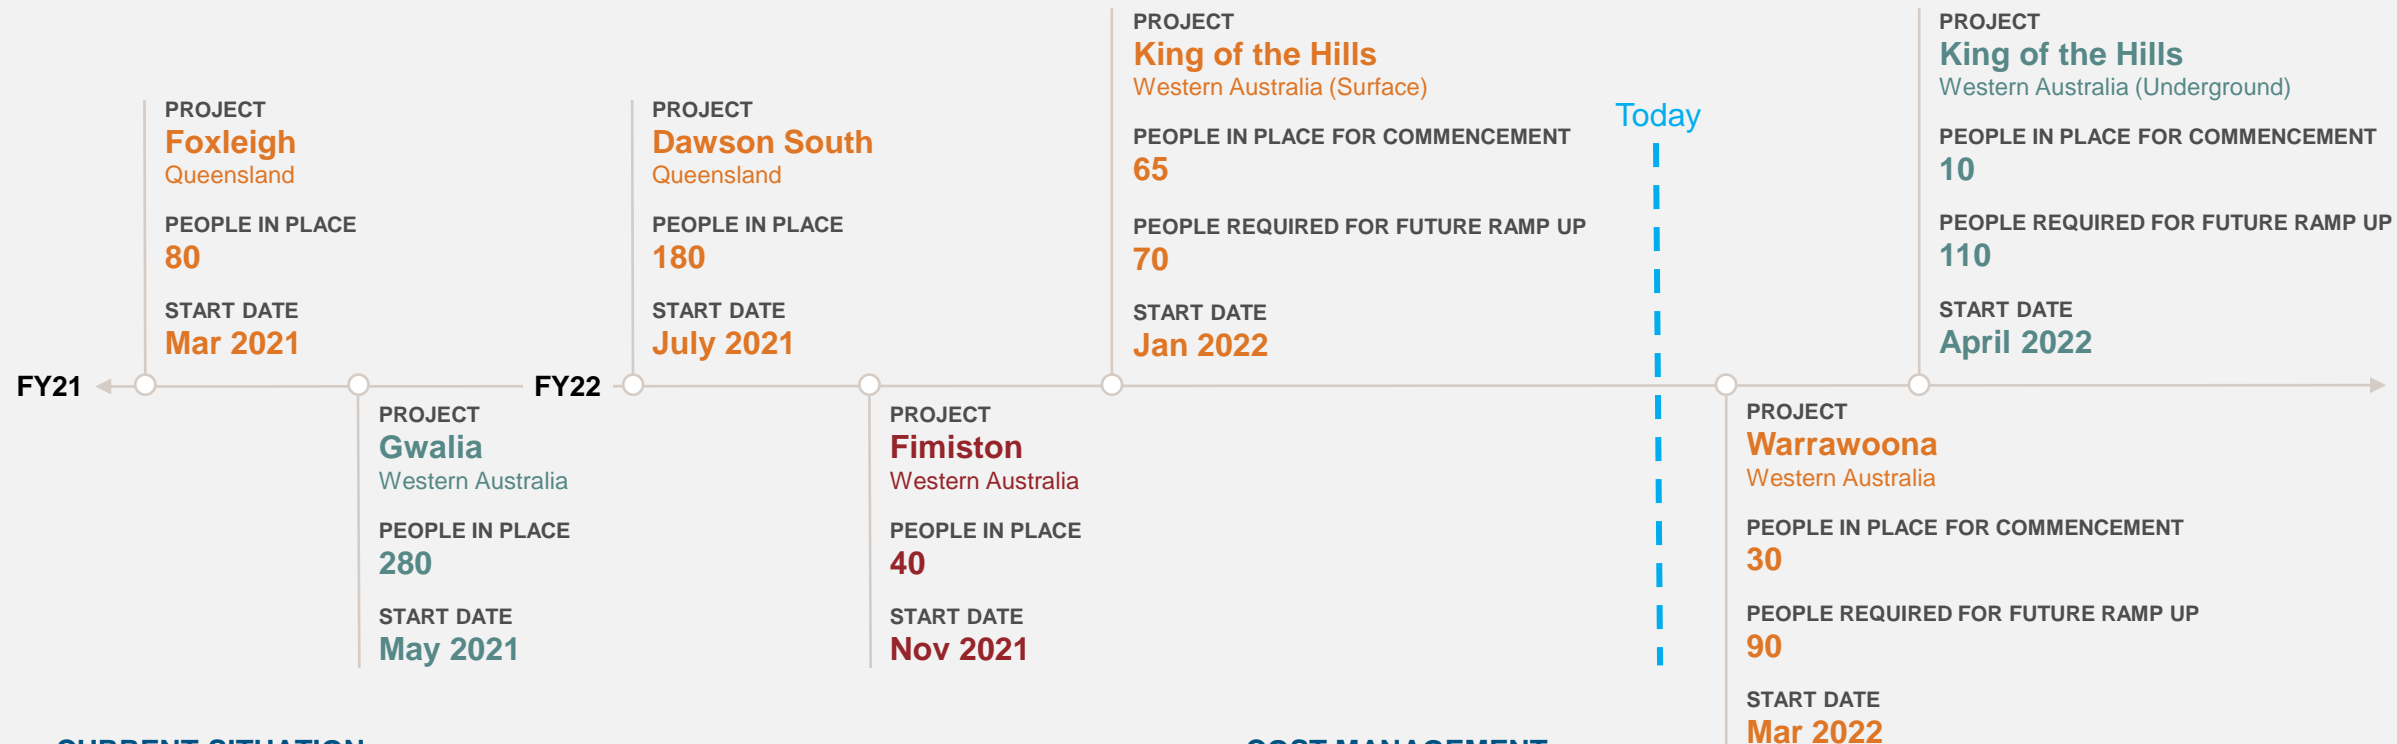 PROJECT
Foxleigh
Queensland
PEOPLE IN PLACE
80
START DATE
Mar 2021
PROJECT
Dawson South
Queensland
PEOPLE IN PLACE
180
START DATE
July 2021
PROJECT
King of the Hills
Western Australia (Surface)
PEOPLE IN PLACE FOR COMMENCEMENT
65
PEOPLE REQUIRED FOR FUTURE RAMP UP
70
START DATE
Jan 2022
Today
PROJECT
King of the Hills
Western Australia (Underground)
PEOPLE IN PLACE FOR COMMENCEMENT
10
PEOPLE REQUIRED FOR FUTURE RAMP UP
110
START DATE
April 2022
FY21
FY22
PROJECT
Gwalia
Western Australia
PEOPLE IN PLACE
280
START DATE
May 2021
PROJECT
Fimiston
Western Australia
PEOPLE IN PLACE
40
START DATE
Nov 2021
PROJECT
Warrawoona
Western Australia
PEOPLE IN PLACE FOR COMMENCEMENT
30
PEOPLE REQUIRED FOR FUTURE RAMP UP
90
START DATE
Mar 2022
CURRENT SITUATION
COST MANAGEMENT